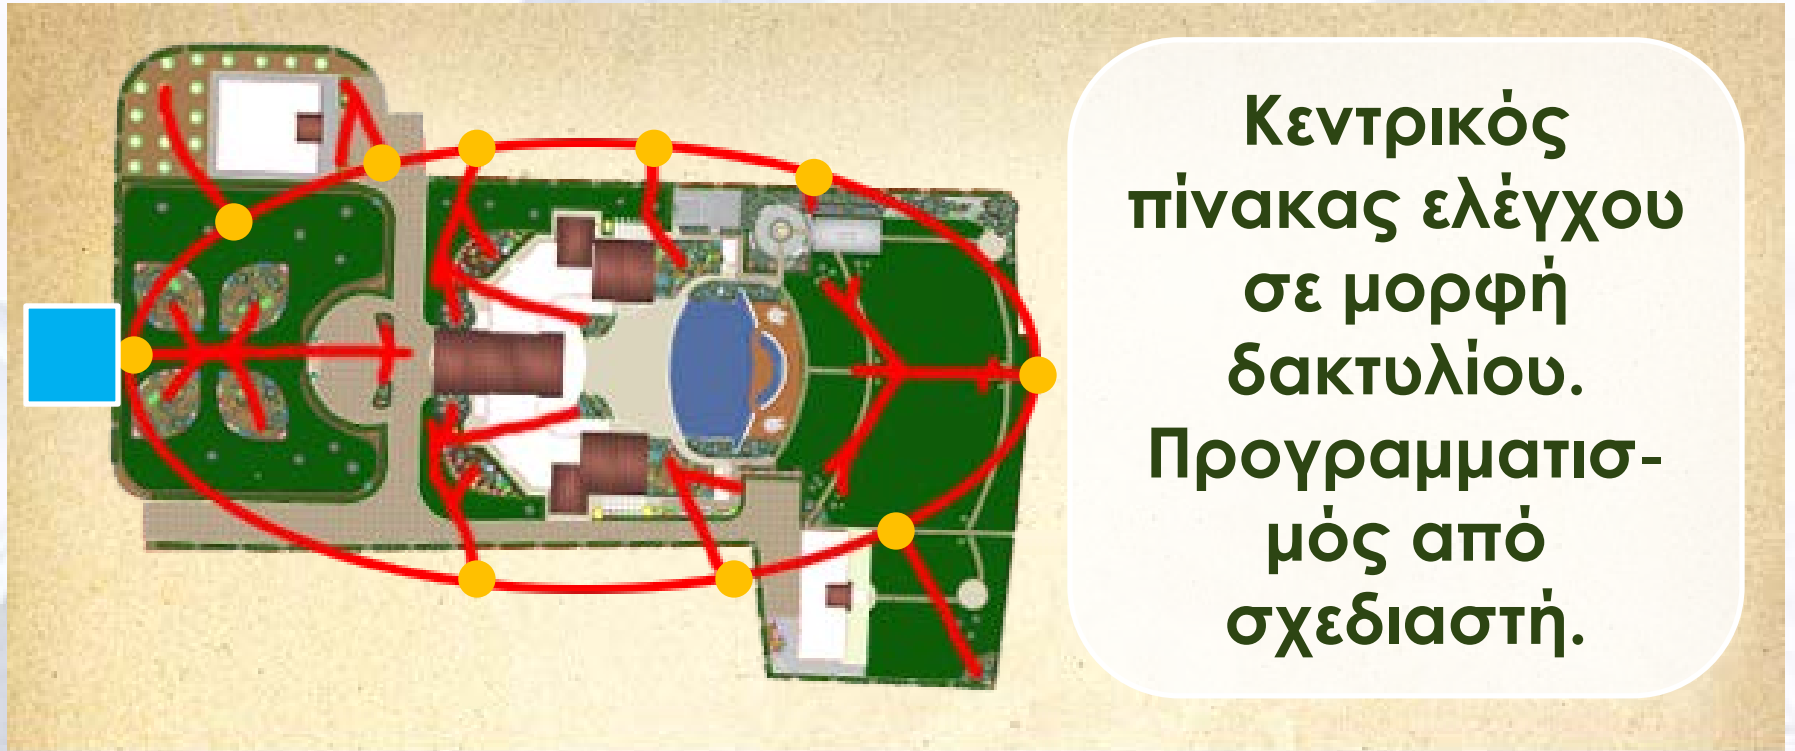 Κεντρικός
πίνακας ελέγχου
σε μορφή
δακτυλίου.
Προγραμματισ-
μός από
σχεδιαστή.